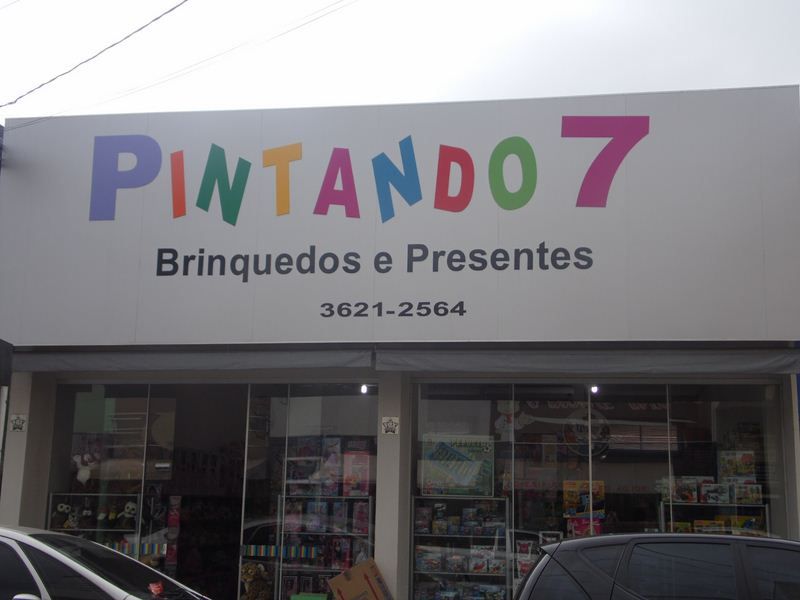 PINTANDO 7
Brinquedos e Presentes
3621-2564